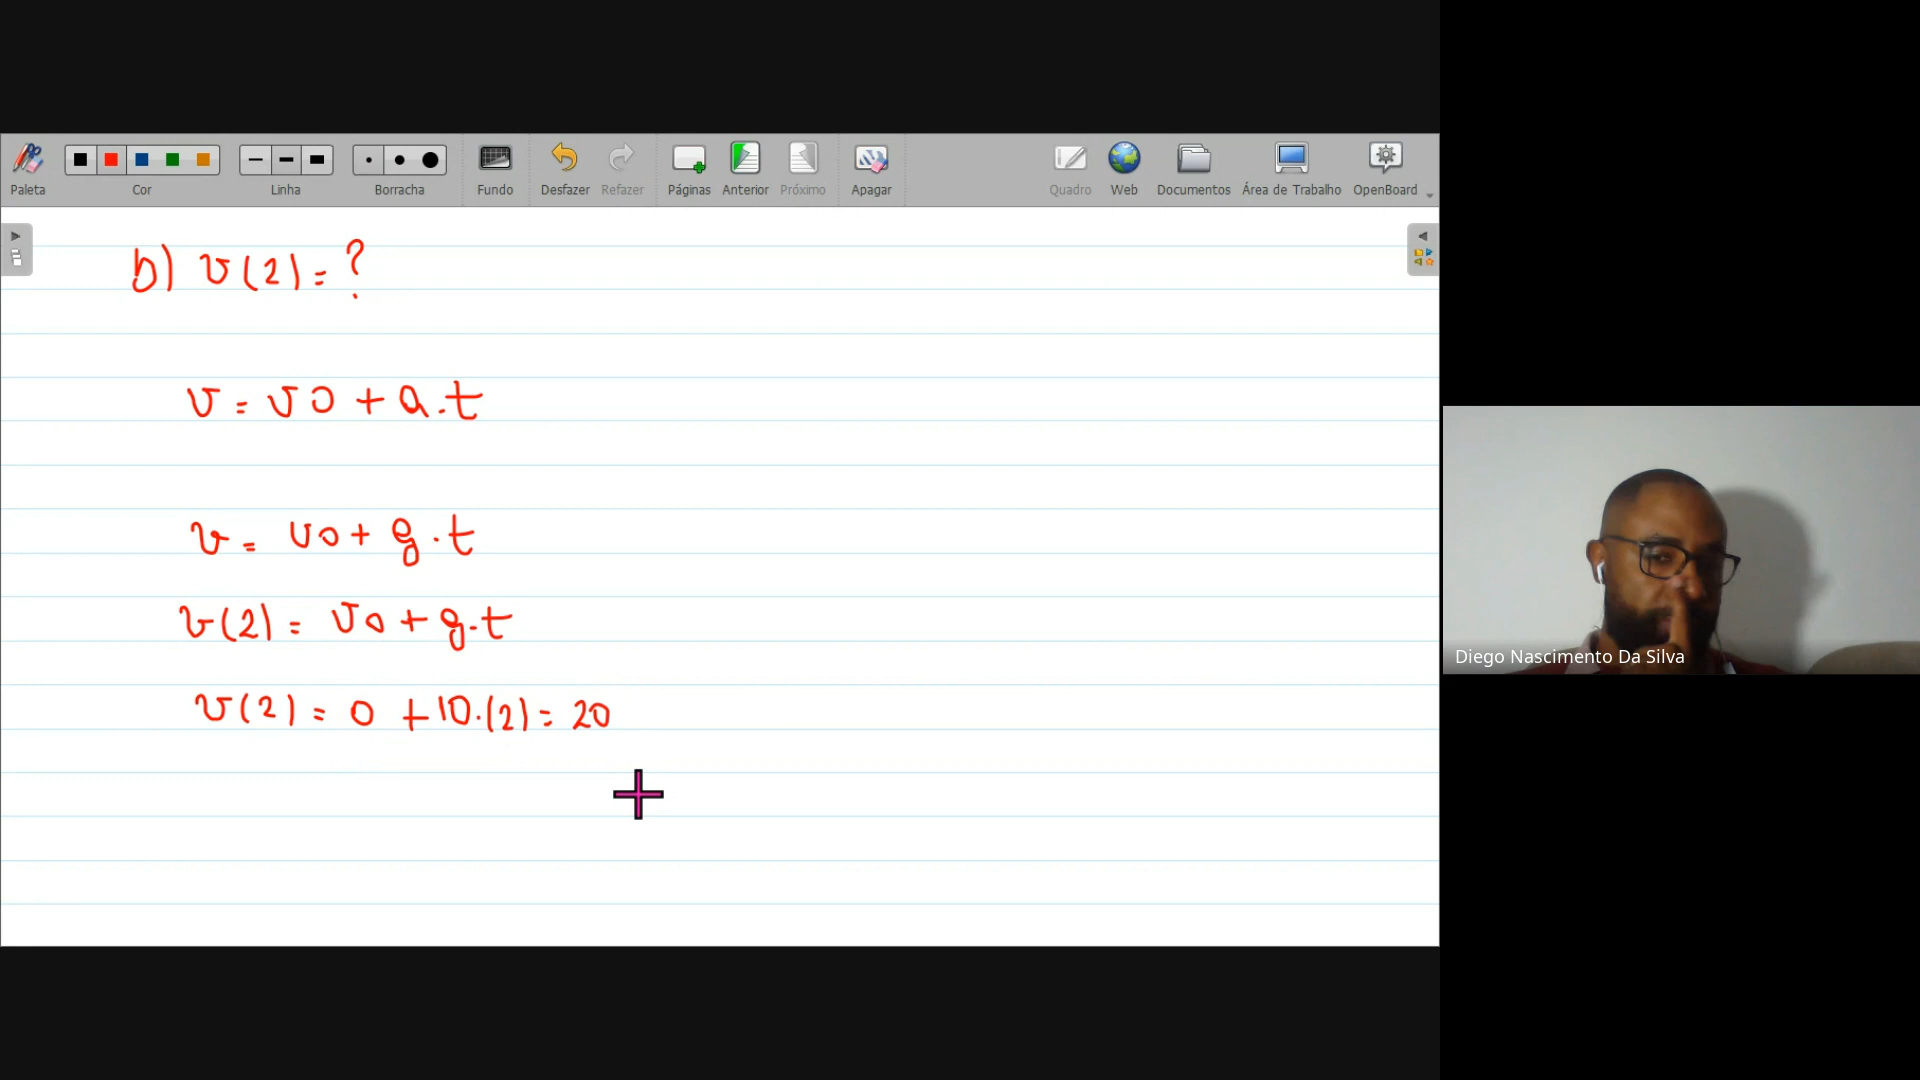 Paleta Cor Linha Borracha Fundo Desfazer Refazer Páginas Anterior Próximo Apagar Quadro Web Documentos Área de Trabalho OpenBoard
b) v(2) = ?
v = v0 + a.t
v = v0 + g.t
v(2) = v0 + g.t
v(2) = 0 + 10.(2) = 20
Diego Nascimento Da Silva